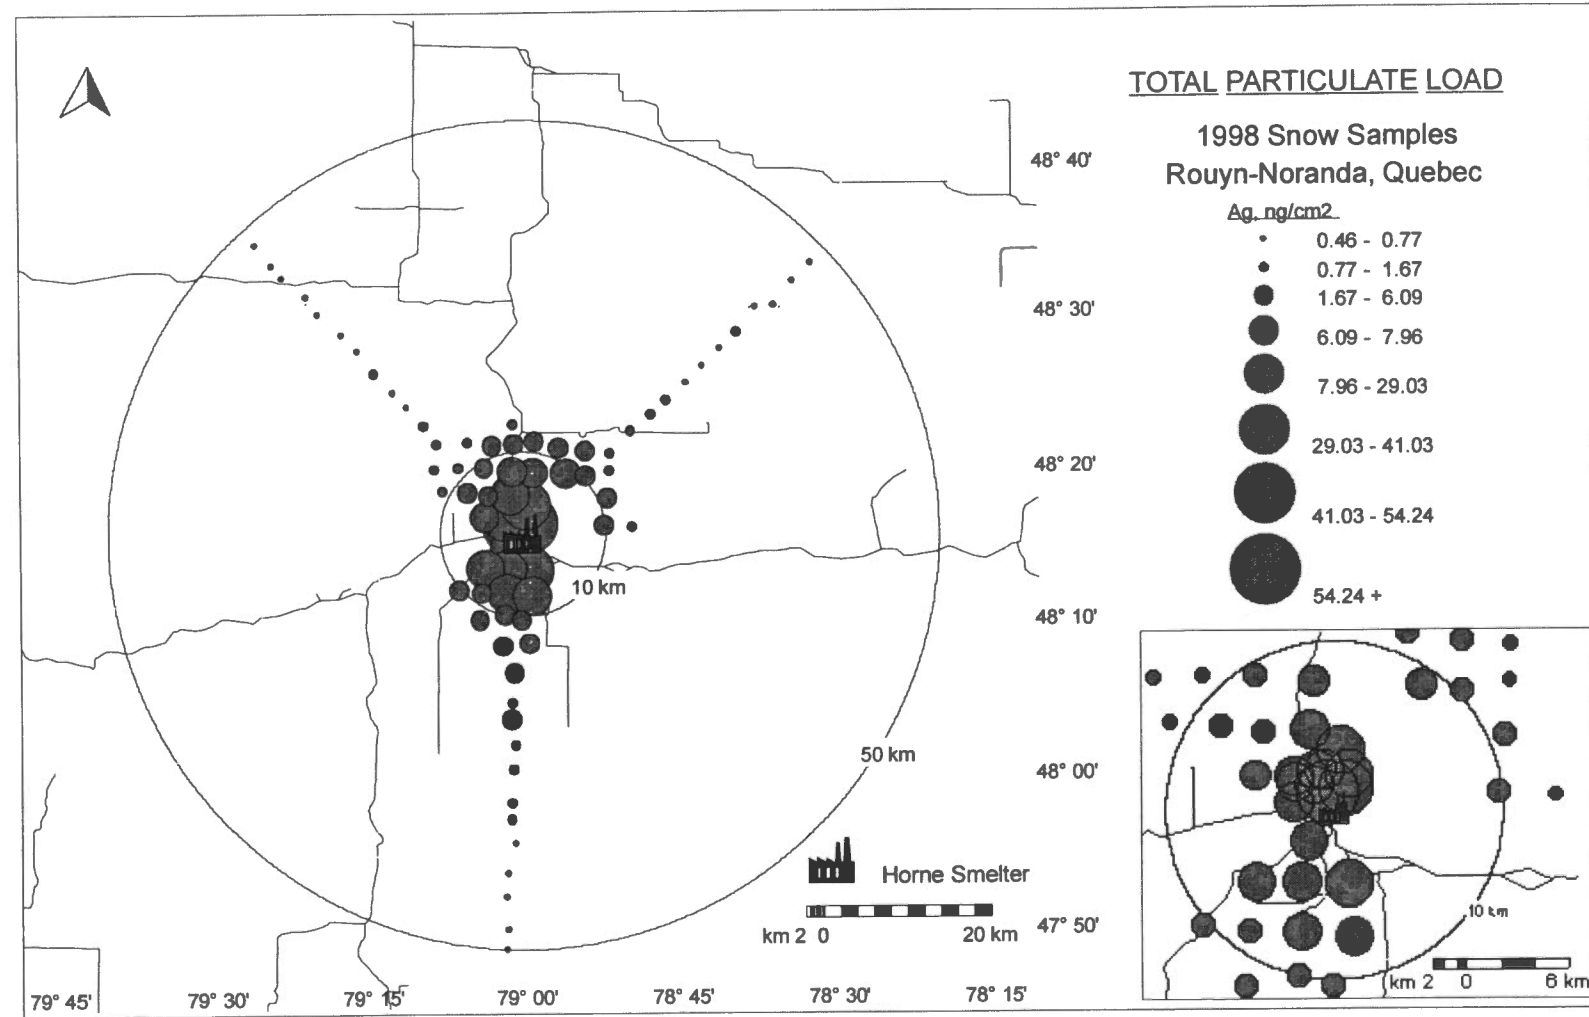 TOTAL PARTICULATE LOAD
1998 Snow Samples
Rouyn-Noranda, Quebec
Ag, ng/cm2
0.46 - 0.77
0.77 - 1.67
1.67 - 6.09
6.09 - 7.96
7.96 - 29.03
29.03 - 41.03
41.03 - 54.24
54.24 +
48° 40'
48° 30'
48° 20'
48° 10'
48° 00'
47° 50'
10 km
50 km
Horne Smelter
km 2 0 20 km
79° 45' 79° 30' 79° 15' 79° 00' 78° 45' 78° 30' 78° 15'
10 km
km 2 0 6 km